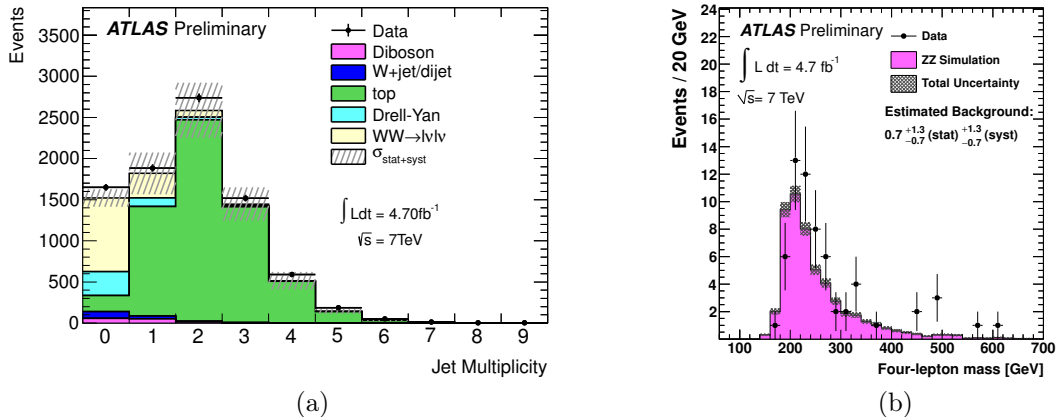 ATLAS Preliminary
Events
Data
Diboson
W+jet/dijet
top
Drell-Yan
WW→lνlν
σstat+syst
∫ Ldt = 4.70fb-1
√s = 7TeV
3500
3000
2500
2000
1500
1000
500
0
0 1 2 3 4 5 6 7 8 9
Jet Multiplicity
(a)
ATLAS Preliminary
Events / 20 GeV
∫ L dt = 4.7 fb-1
√s= 7 TeV
Data
ZZ Simulation
Total Uncertainty
Estimated Background:
0.7 +1.3 -0.7 (stat) +1.3 -0.7 (syst)
24
22
20
18
16
14
12
10
8
6
4
2
100 200 300 400 500 600 700
Four-lepton mass [GeV]
(b)